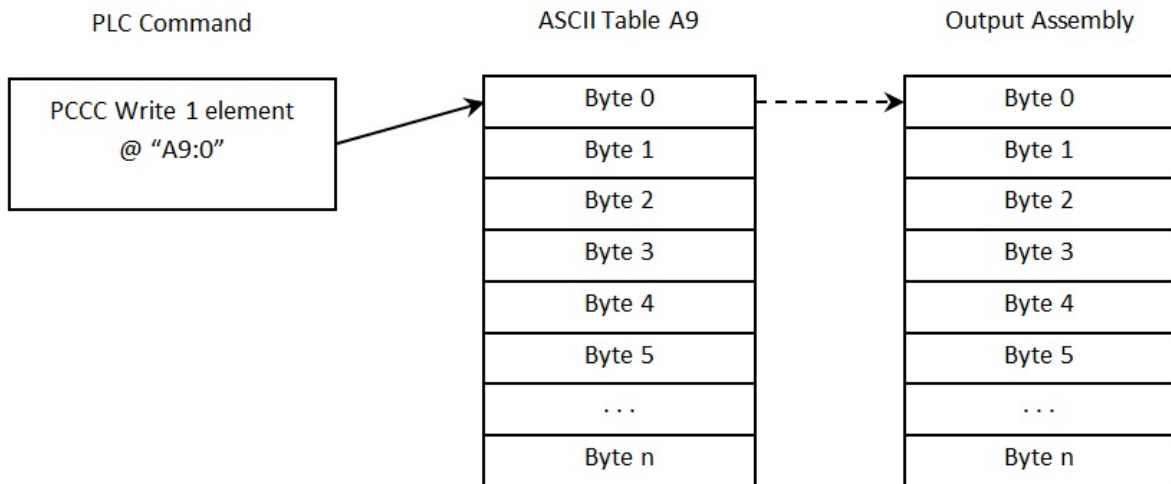 PLC Command
ASCII Table A9
Output Assembly
PCCC Write 1 element
@ “A9:0”
Byte 0
Byte 1
Byte 2
Byte 3
Byte 4
Byte 5
. . .
Byte n
Byte 0
Byte 1
Byte 2
Byte 3
Byte 4
Byte 5
. . .
Byte n